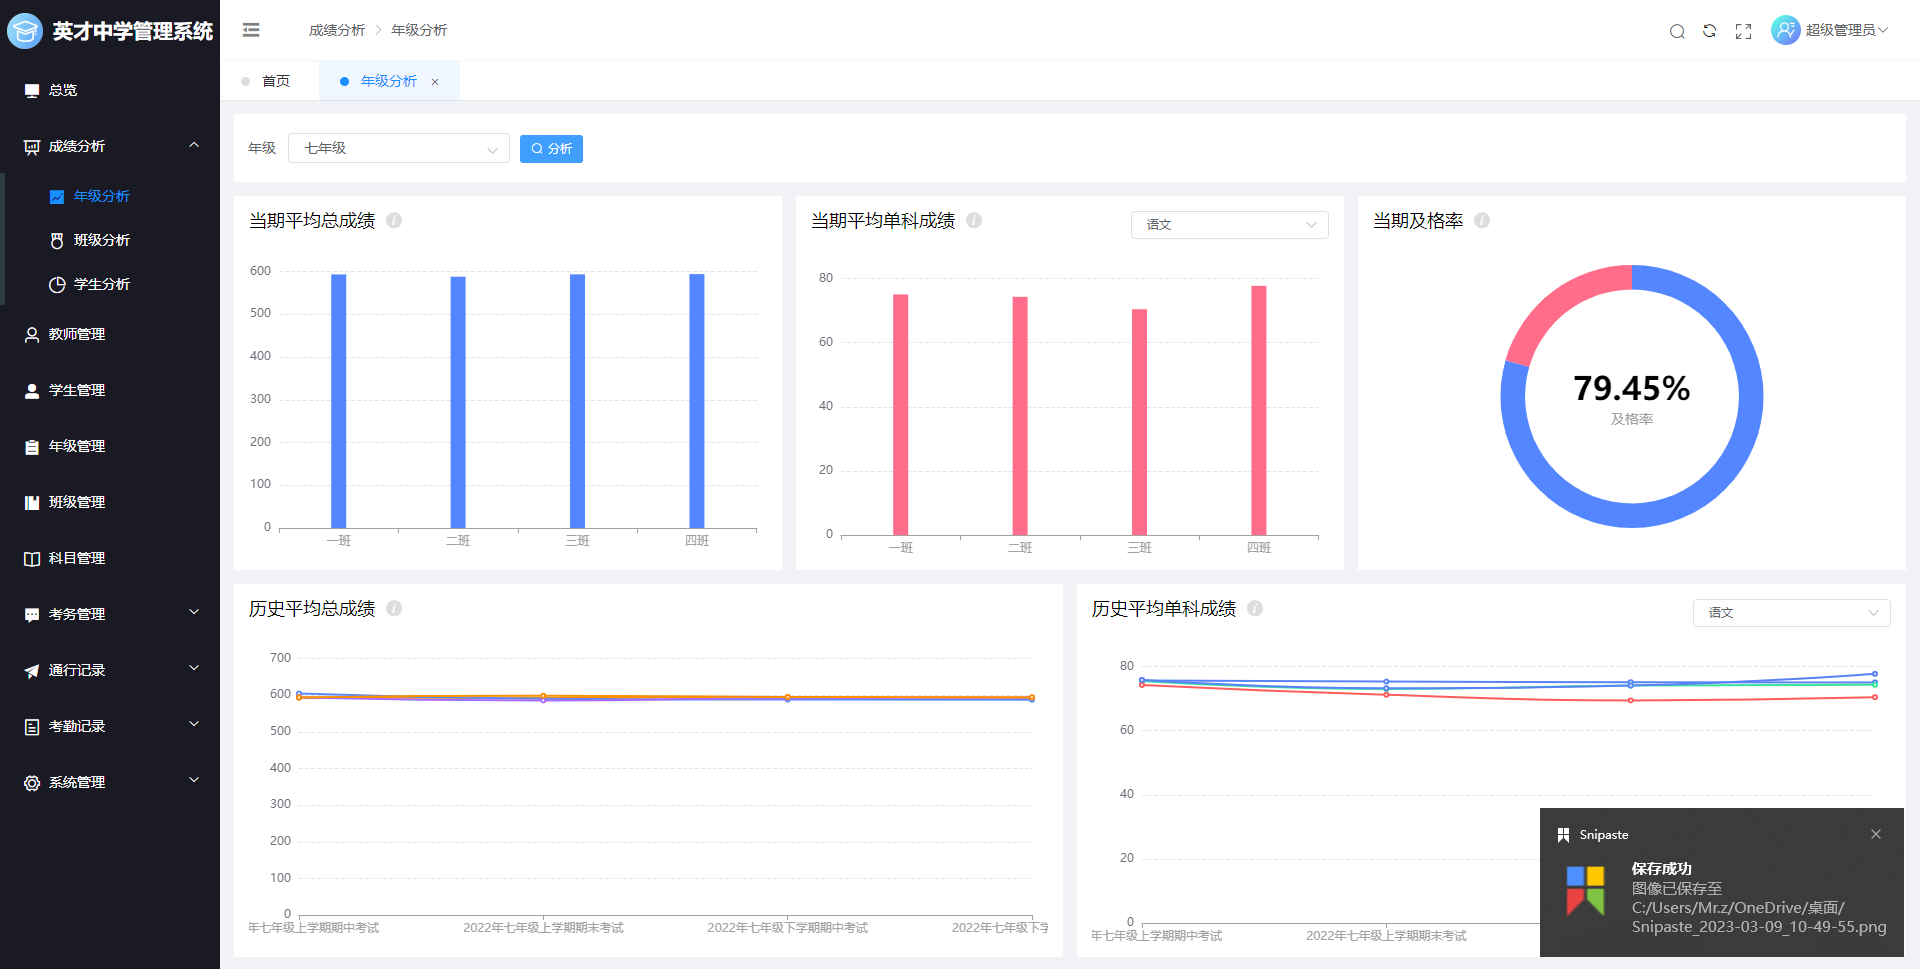 英才中学管理系统
总览
成绩分析
年级分析
班级分析
学生分析
教师管理
学生管理
年级管理
班级管理
科目管理
考务管理
通行记录
考勤记录
系统管理
成绩分析 > 年级分析
超级管理员
首页
年级分析 ×
年级 七年级 分析
当期平均总成绩 i
600
500
400
300
200
100
0
一班 二班 三班 四班
当期平均单科成绩 i
语文
80
60
40
20
0
一班 二班 三班 四班
当期及格率 i
79.45%
及格率
历史平均总成绩 i
700
600
500
400
300
200
100
0
年七年级上学期期中考试 2022年七年级上学期期末考试 2022年七年级下学期期中考试 2022年七年级下学
历史平均单科成绩 i
语文
80
60
40
20
0
年七年级上学期期中考试 2022年七年级上学期期末考试
Snipaste
保存成功
图像已保存至
C:/Users/Mr.z/OneDrive/桌面/
Snipaste_2023-03-09_10-49-55.png